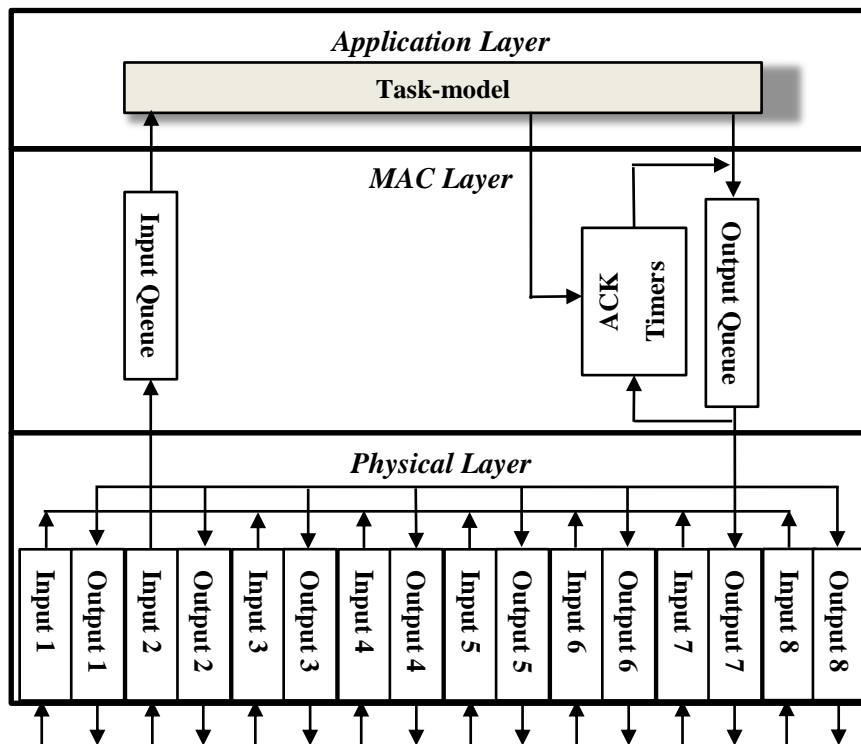 Application Layer
Task-model
MAC Layer
Input Queue
ACK
Timers
Output Queue
Physical Layer
Input 1
Output 1
Input 2
Output 2
Input 3
Output 3
Input 4
Output 4
Input 5
Output 5
Input 6
Output 6
Input 7
Output 7
Input 8
Output 8